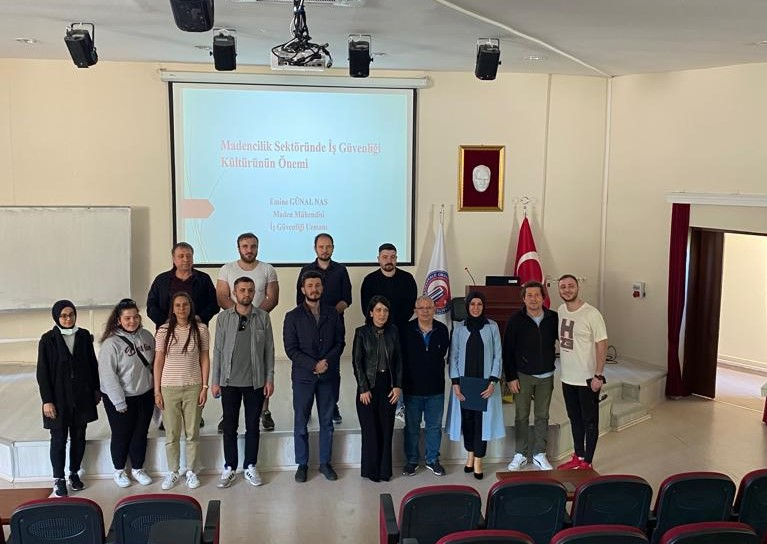 Madencilik Sektöründe İş Güvenliği
Kültürünün Önemi
Emine GÜNAL NAS
Maden Mühendisi
İş Güvenliği Uzmanı
H